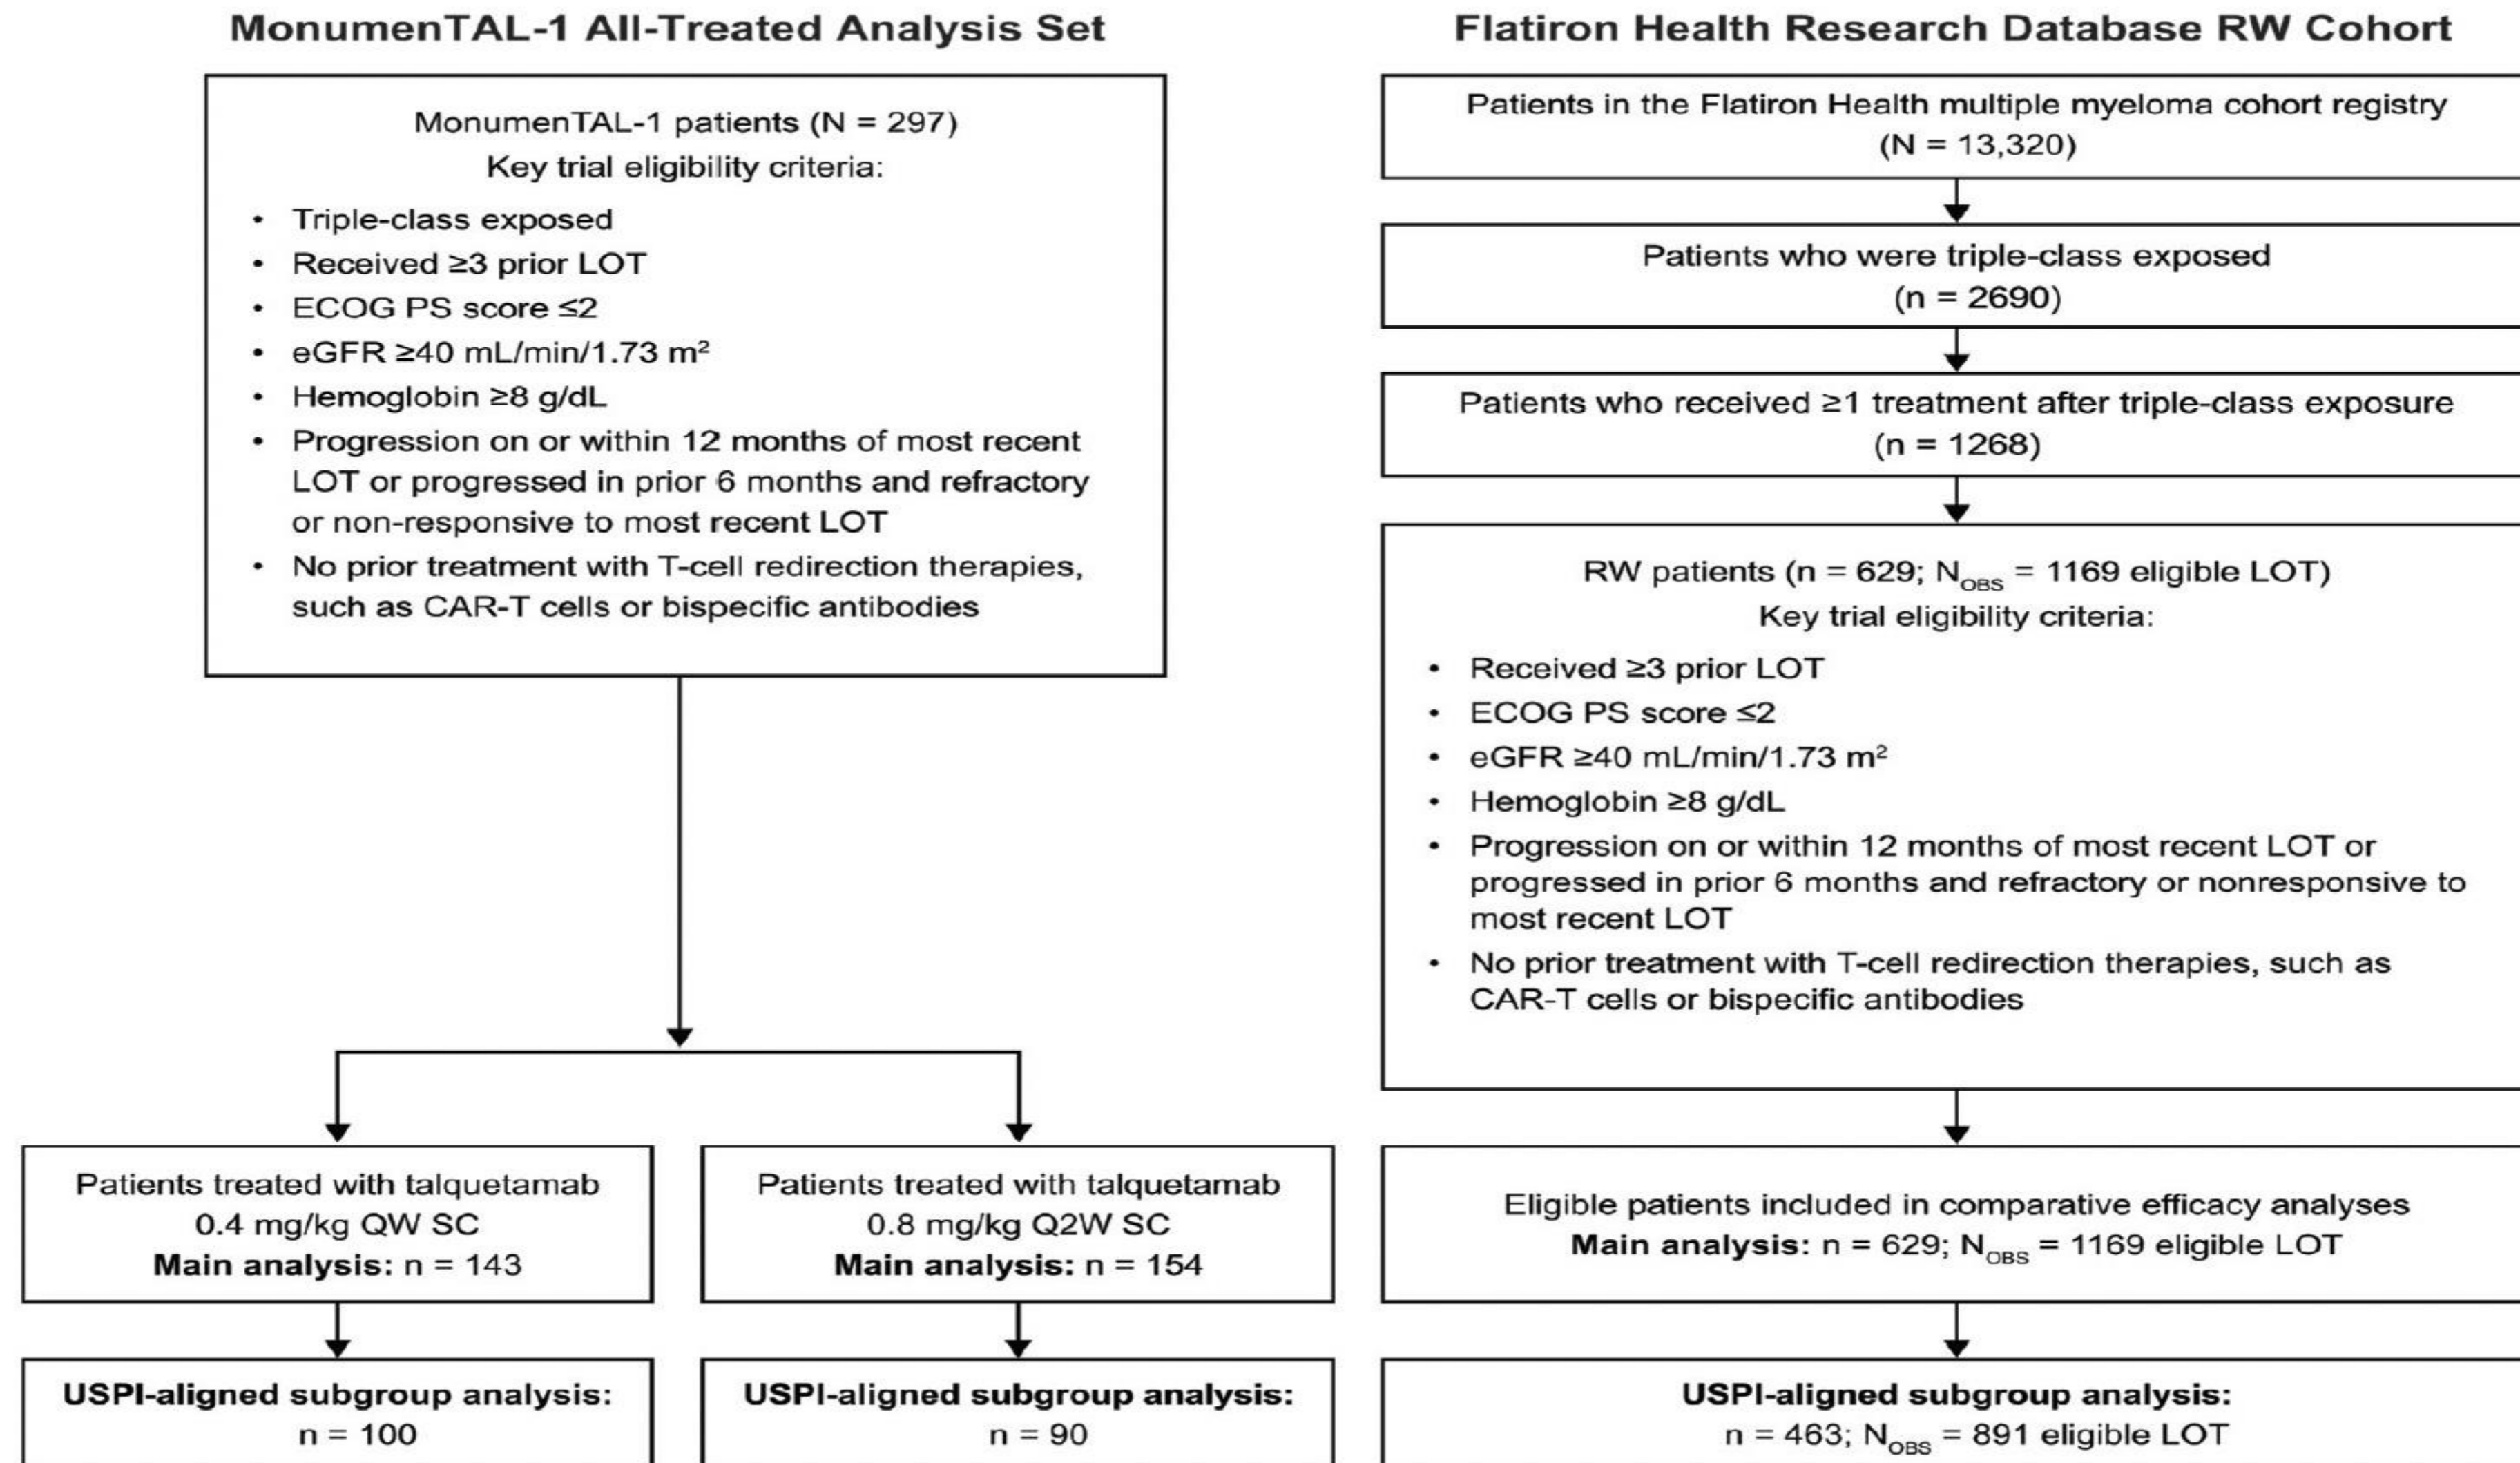 MonumenTAL-1 All-Treated Analysis Set
MonumenTAL-1 patients (N = 297)
Key trial eligibility criteria:
• Triple-class exposed
• Received ≥3 prior LOT
• ECOG PS score ≤2
• eGFR ≥40 mL/min/1.73 m²
• Hemoglobin ≥8 g/dL
• Progression on or within 12 months of most recent
LOT or progressed in prior 6 months and refractory
or non-responsive to most recent LOT
• No prior treatment with T-cell redirection therapies,
such as CAR-T cells or bispecific antibodies
Patients treated with talquetamab
0.4 mg/kg QW SC
Main analysis: n = 143
USPI-aligned subgroup analysis:
n = 100
Patients treated with talquetamab
0.8 mg/kg Q2W SC
Main analysis: n = 154
USPI-aligned subgroup analysis:
n = 90
Flatiron Health Research Database RW Cohort
Patients in the Flatiron Health multiple myeloma cohort registry
(N = 13,320)
Patients who were triple-class exposed
(n = 2690)
Patients who received ≥1 treatment after triple-class exposure
(n = 1268)
RW patients (n = 629; NOBS = 1169 eligible LOT)
Key trial eligibility criteria:
• Received ≥3 prior LOT
• ECOG PS score ≤2
• eGFR ≥40 mL/min/1.73 m²
• Hemoglobin ≥8 g/dL
• Progression on or within 12 months of most recent LOT or
progressed in prior 6 months and refractory or nonresponsive to
most recent LOT
• No prior treatment with T-cell redirection therapies, such as
CAR-T cells or bispecific antibodies
Eligible patients included in comparative efficacy analyses
Main analysis: n = 629; NOBS = 1169 eligible LOT
USPI-aligned subgroup analysis:
n = 463; NOBS = 891 eligible LOT